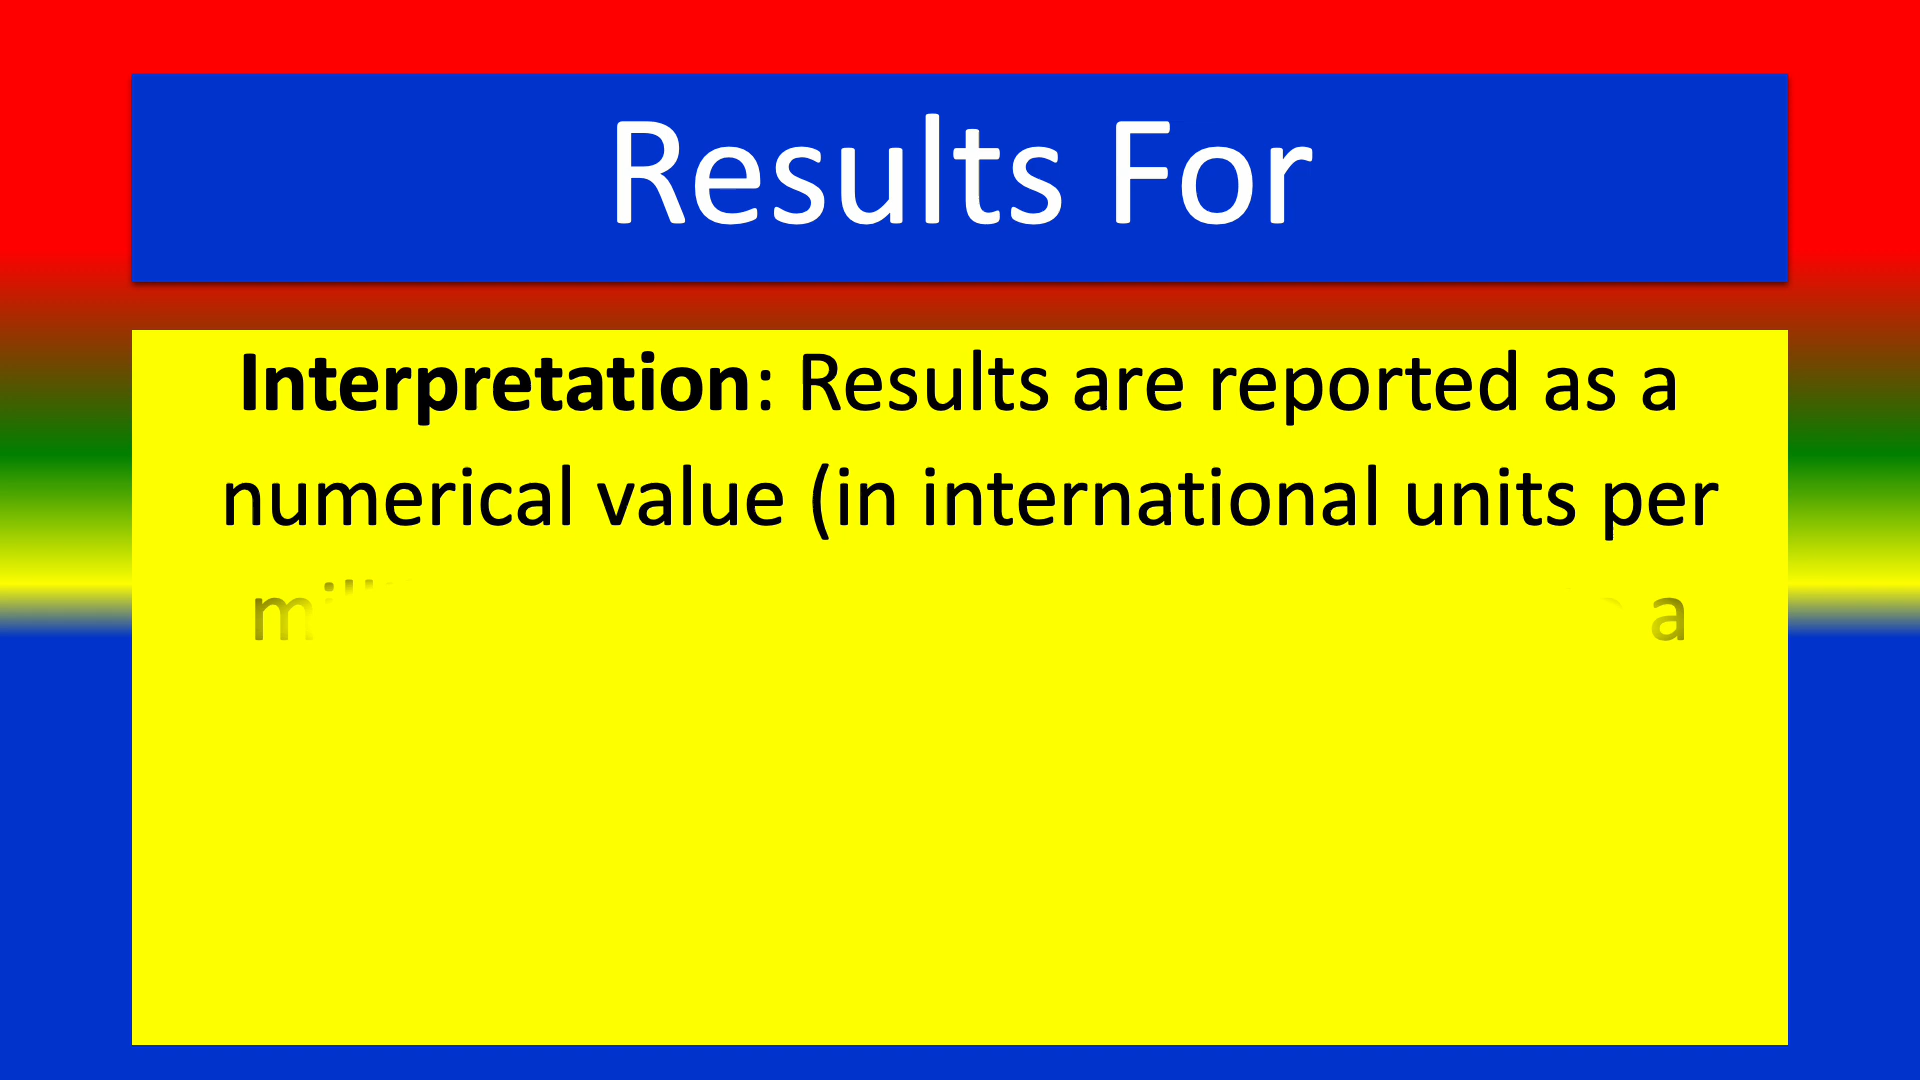 Results For
Interpretation: Results are reported as a
numerical value (in international units per
a